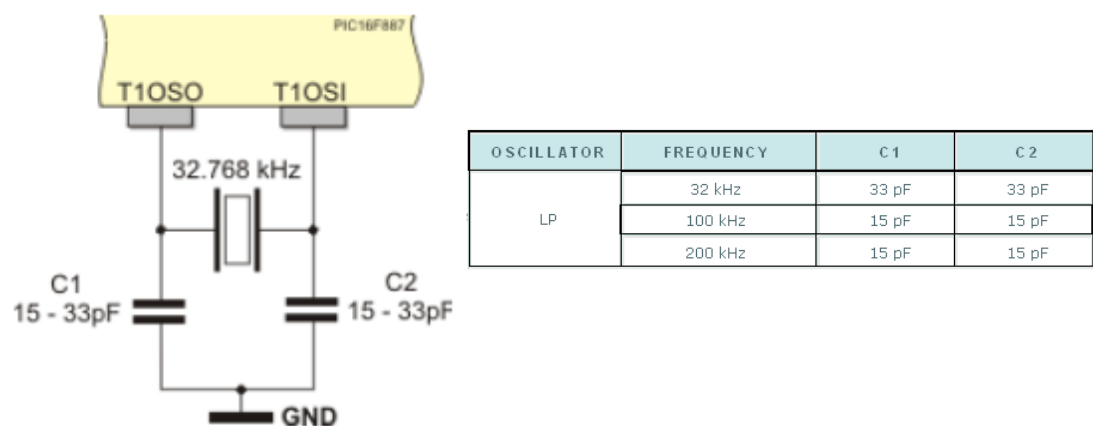 PIC16F887
T1OSO T1OSI
32.768 kHz
C1
15 - 33pF
C2
15 - 33pF
GND
OSCILLATOR FREQUENCY C1 C2
LP
32 kHz 33 pF 33 pF
100 kHz 15 pF 15 pF
200 kHz 15 pF 15 pF